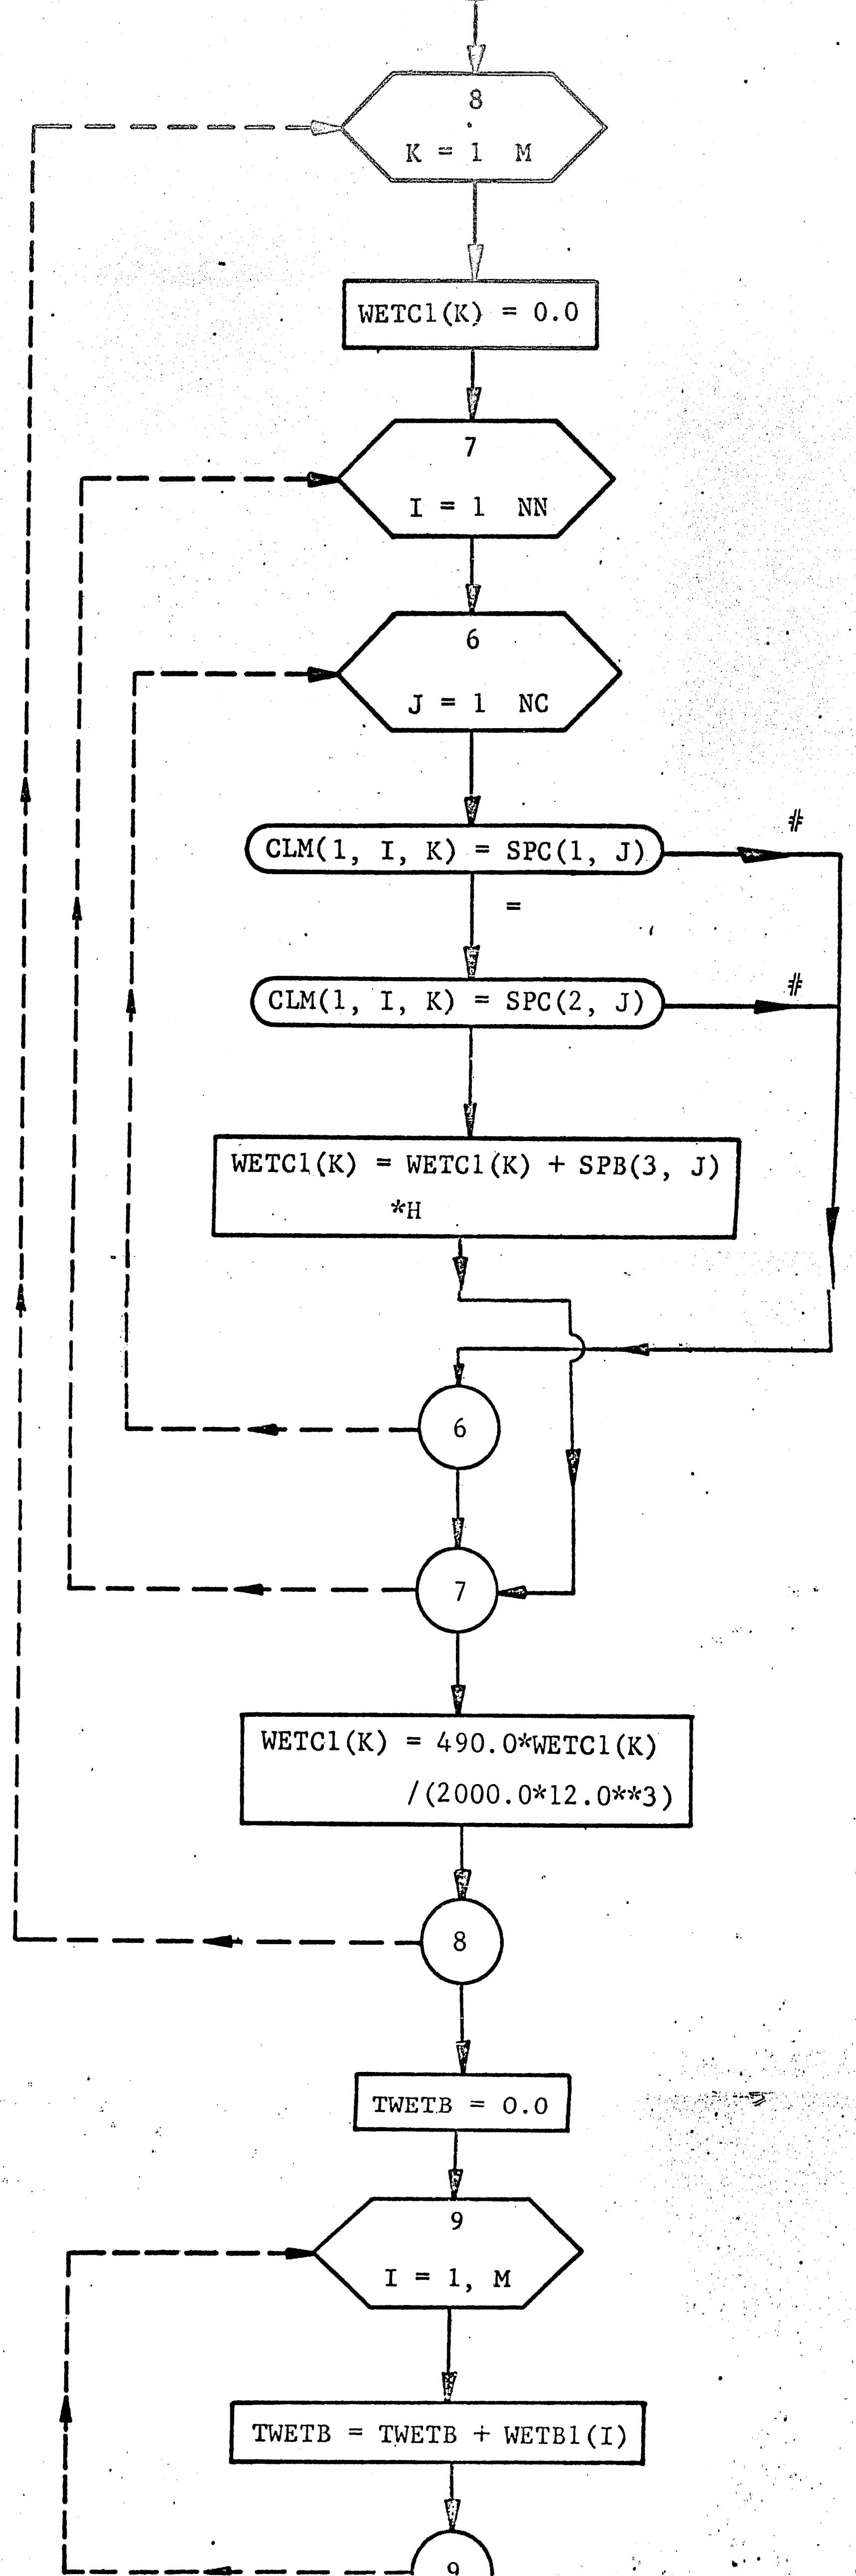 8
K = 1 M
WETC1(K) = 0.0
7
I = 1 NN
6
J = 1 NC
#
CLM(1, I, K) = SPC(1, J)
=
#
CLM(1, I, K) = SPC(2, J)
WETC1(K) = WETC1(K) + SPB(3, J)
*H
6
7
WETC1(K) = 490.0*WETC1(K)
/(2000.0*12.0**3)
8
TWETB = 0.0
9
I = 1, M
TWETB = TWETB + WETB1(I)
9